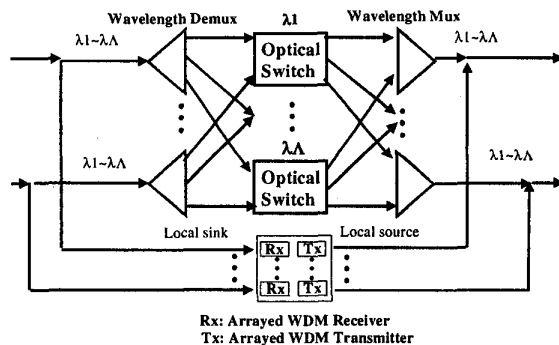 Wavelength Demux λ1 Wavelength Mux
λ1~λΛ λ1~λΛ
Optical
Switch
λΛ
λ1~λΛ λ1~λΛ
Optical
Switch
Local sink Local source
Rx Tx
Rx Tx
Rx: Arrayed WDM Receiver
Tx: Arrayed WDM Transmitter